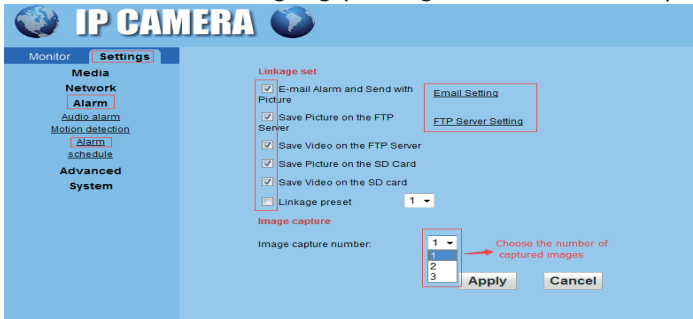 IP CAMERA
Monitor Settings
Media
Network
Alarm
Audio alarm
Motion detection
Alarm
schedule
Advanced
System
Linkage set
E-mail Alarm and Send with
Picture
Email Setting
Save Picture on the FTP
Server
FTP Server Setting
Save Video on the FTP Server
Save Picture on the SD Card
Save Video on the SD card
Linkage preset 1
Image capture
Image capture number: 1
1
2
3
Choose the number of
captured images
Apply Cancel